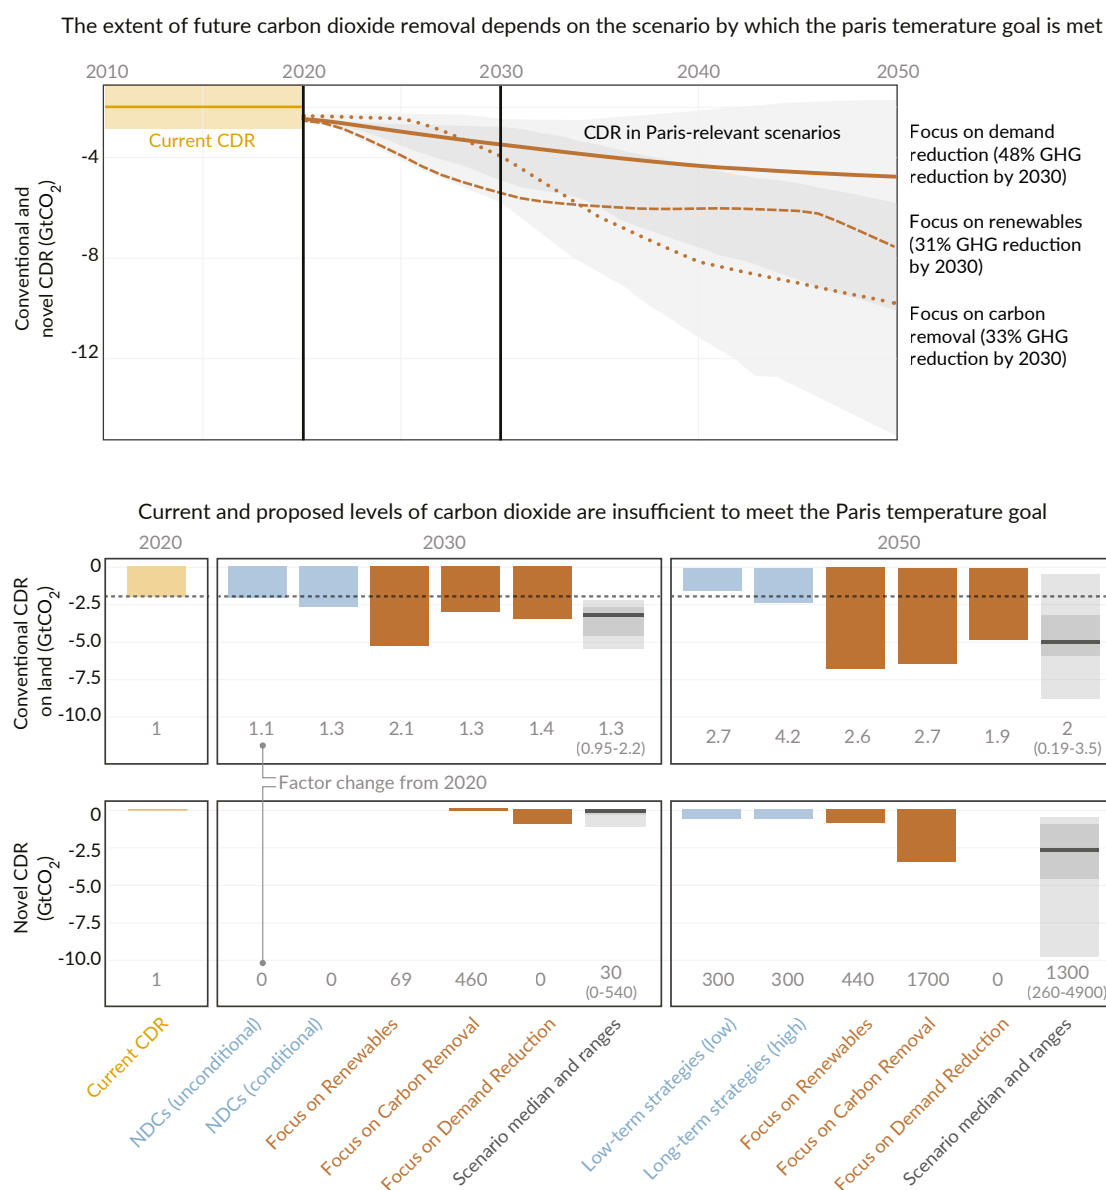 The extent of future carbon dioxide removal depends on the scenario by which the paris temerature goal is met
2010
2020
2030
2040
2050
Current CDR
CDR in Paris-relevant scenarios
-4
-8
-12
Conventional and
novel CDR (GtCO2)
Focus on demand
reduction (48% GHG
reduction by 2030)
Focus on renewables
(31% GHG reduction
by 2030)
Focus on carbon
removal (33% GHG
reduction by 2030)
Current and proposed levels of carbon dioxide are insufficient to meet the Paris temperature goal
2020
2030
2050
Conventional CDR
on land (GtCO2)
0
-2.5
-5.0
-7.5
-10.0
1
1.1
1.3
2.1
1.3
1.4
1.3
(0.95-2.2)
2.7
4.2
2.6
2.7
1.9
2
(0.19-3.5)
Factor change from 2020
Novel CDR
(GtCO2)
0
-2.5
-5.0
-7.5
-10.0
1
0
0
69
460
0
30
(0-540)
300
300
440
1700
0
1300
(260-4900)
Current CDR
NDCs (unconditional)
NDCs (conditional)
Focus on Renewables
Focus on Carbon Removal
Focus on Demand Reduction
Scenario median and ranges
Low-term strategies (low)
Long-term strategies (high)
Focus on Renewables
Focus on Carbon Removal
Focus on Demand Reduction
Scenario median and ranges